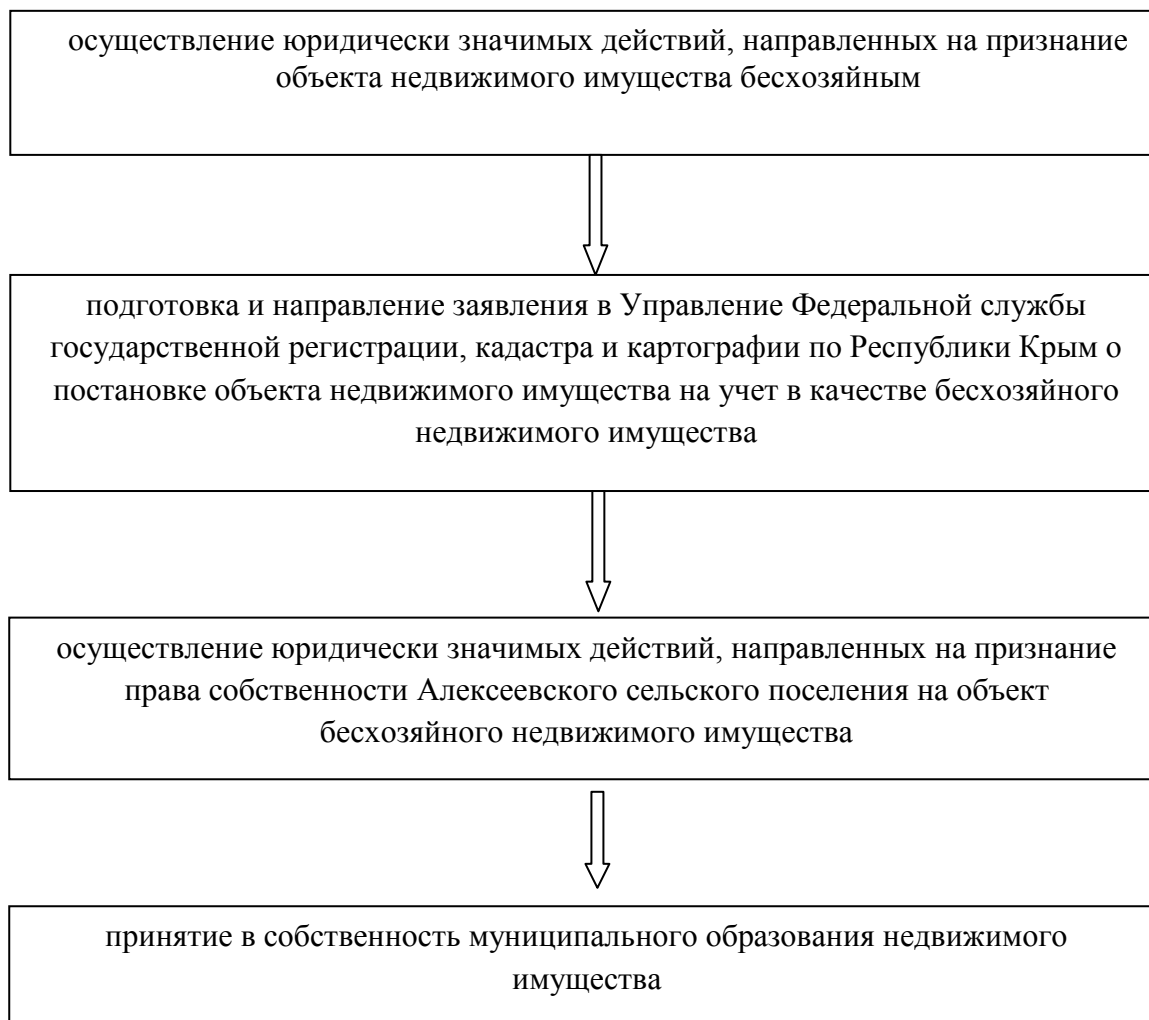 осуществление юридически значимых действий, направленных на признание
объекта недвижимого имущества бесхозяйным
подготовка и направление заявления в Управление Федеральной службы
государственной регистрации, кадастра и картографии по Республики Крым о
постановке объекта недвижимого имущества на учет в качестве бесхозяйного
недвижимого имущества
осуществление юридически значимых действий, направленных на признание
права собственности Алексеевского сельского поселения на объект
бесхозяйного недвижимого имущества
принятие в собственность муниципального образования недвижимого
имущества